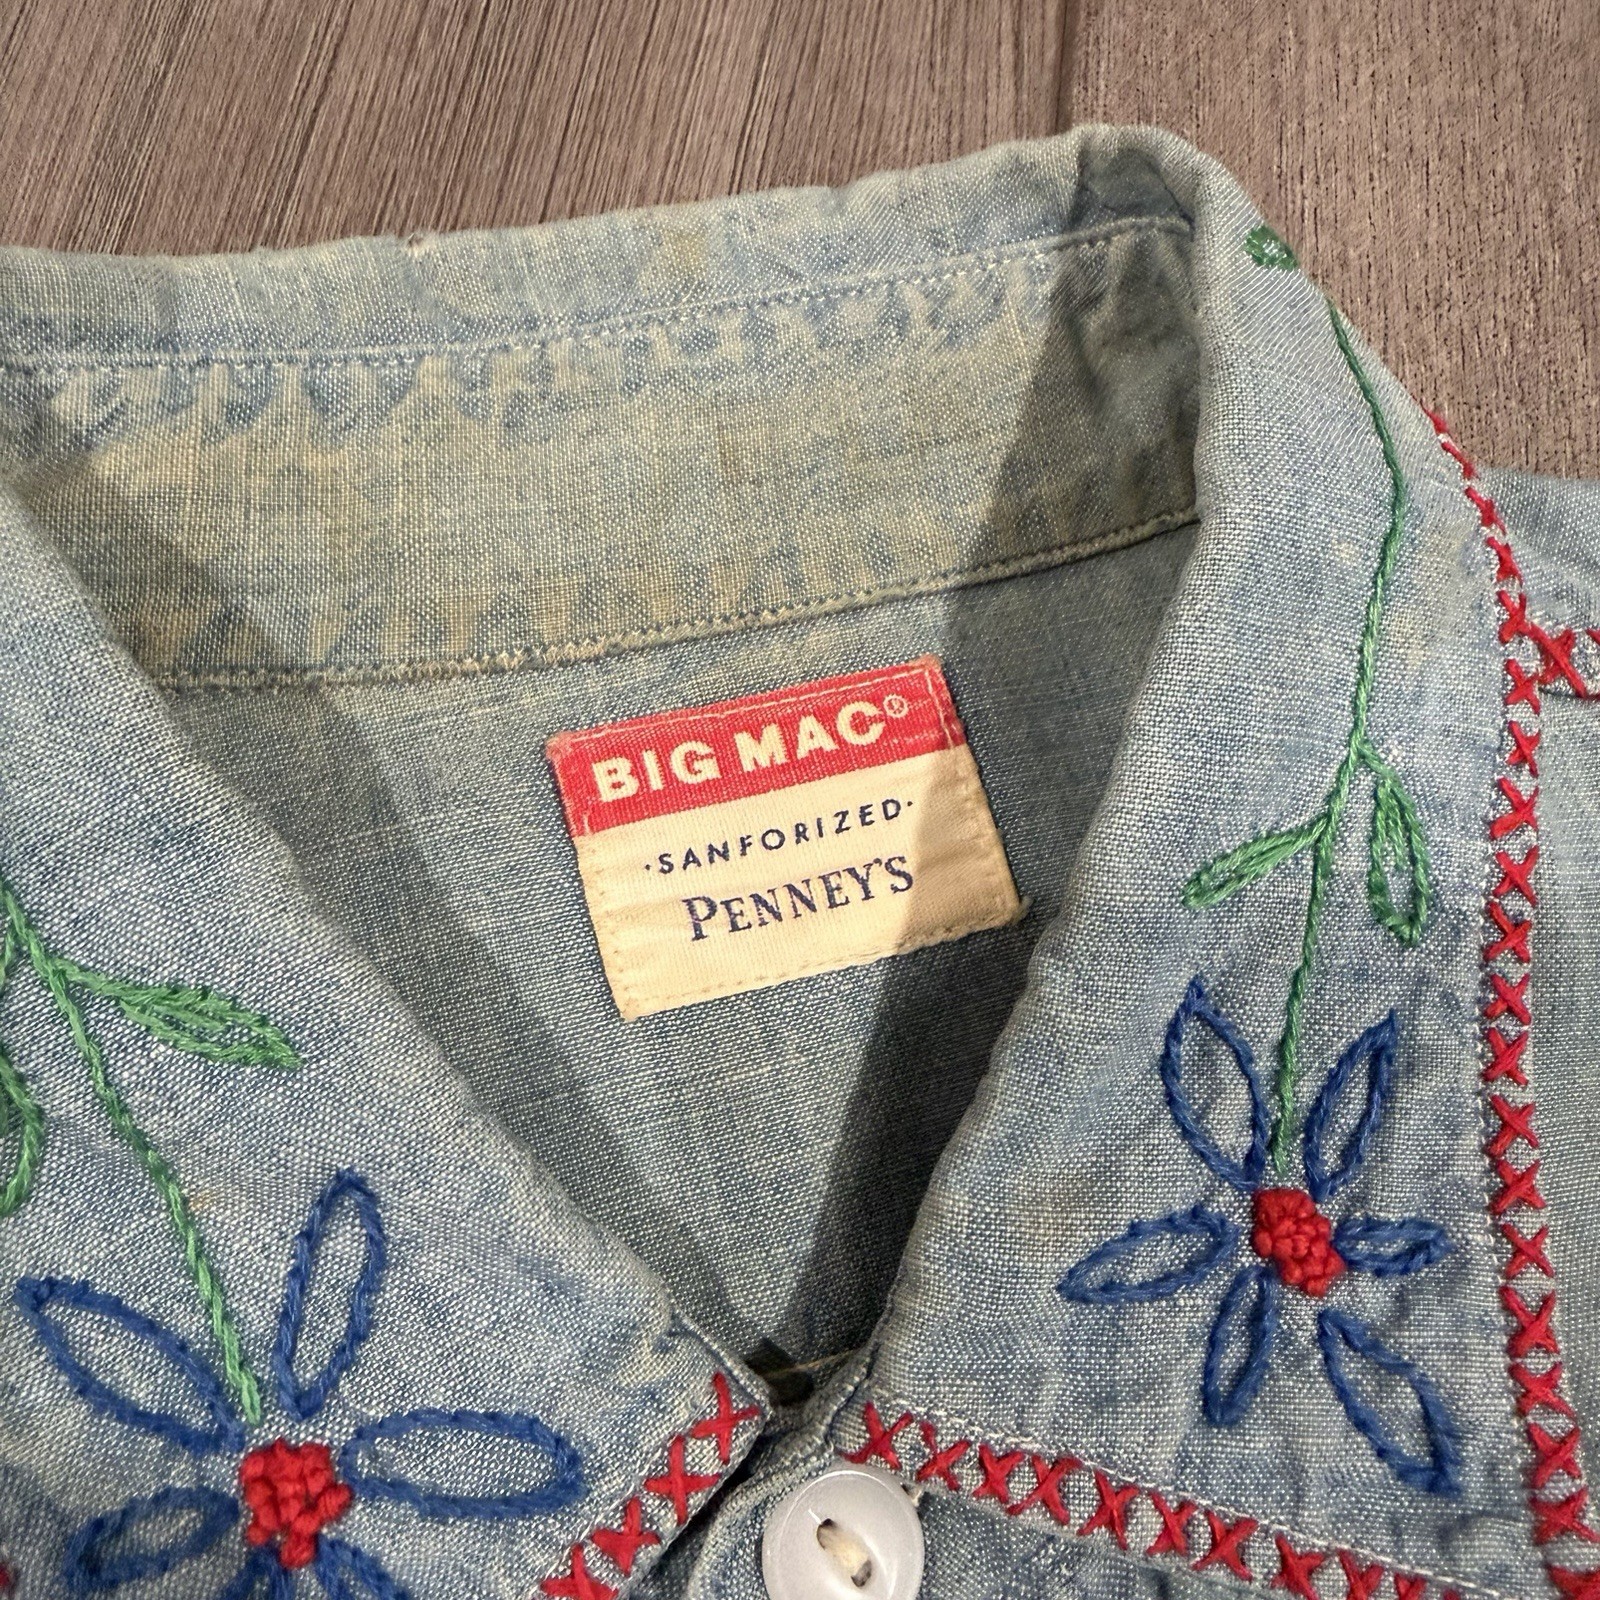 BIG MAC®
·SANFORIZED·
PENNEY'S